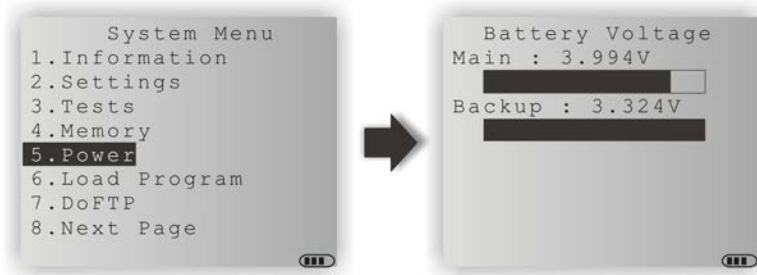 System Menu
1.Information
2.Settings
3.Tests
4.Memory
5.Power
6.Load Program
7.DoFTP
8.Next Page
Battery Voltage
Main : 3.994V
Backup : 3.324V